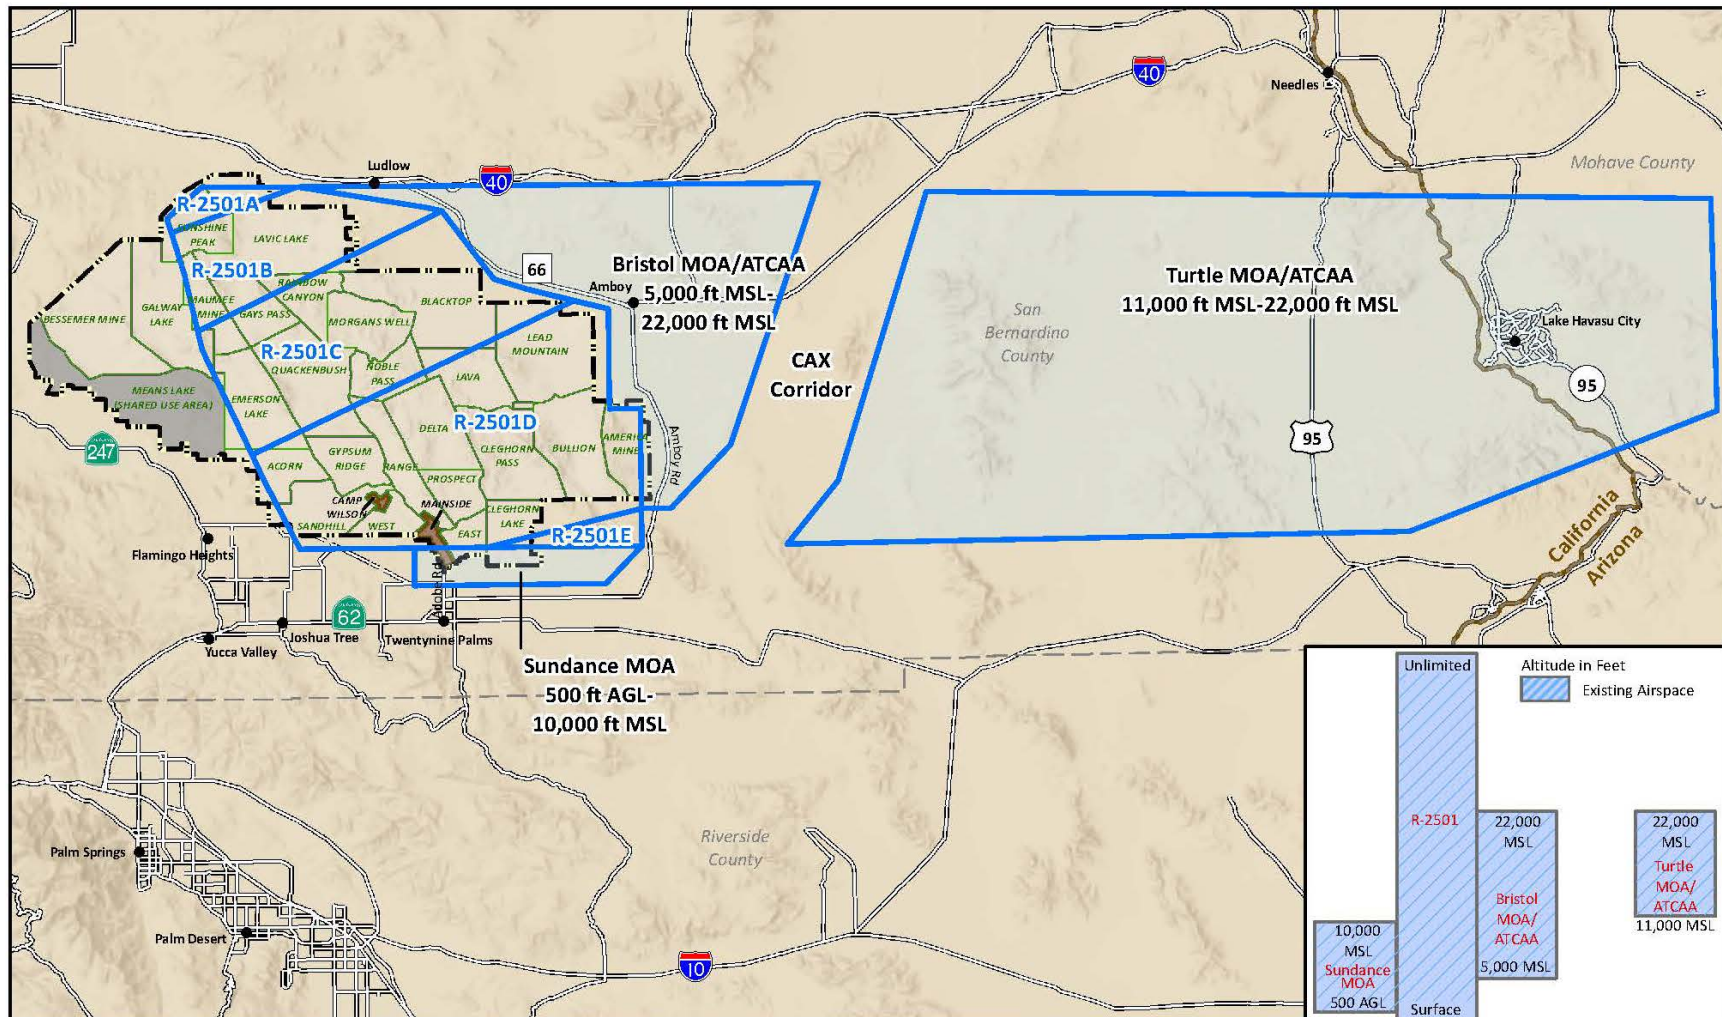 40
Needles
Mohave County
Ludlow
40
R-2501A
SUNSHINE
PEAK
LAVIC LAKE
R-2501B
66
Bristol MOA/ATCAA
5,000 ft MSL-
22,000 ft MSL
Amboy
Turtle MOA/ATCAA
11,000 ft MSL-22,000 ft MSL
RAINBOW
CANYON
BLACKTOP
MAUMEE
MINE
GAYS PASS
GALWAY
LAKE
BESSEMER MINE
MORGANS WELL
San
Bernardino
County
Lake Havasu City
LEAD
MOUNTAIN
R-2501C
QUACKENBUSH
NOBLE
PASS
LAVA
CAX
Corridor
MEANS LAKE
(SHARED USE AREA)
EMERSON
LAKE
95
R-2501D
DELTA
95
247
AMERICA
MINE
Amboy Rd
CLEGHORN
PASS
BULLION
GYPSUM
RIDGE
RANGE
ACORN
PROSPECT
CAMP
WILSON
MAINSIDE
CLEGHORN
LAKE
SANDHILL
WEST
EAST
R-2501E
California
Arizona
Flamingo Heights
Adobe Rd
62
Joshua Tree
Twentynine Palms
Yucca Valley
Sundance MOA
500 ft AGL-
10,000 ft MSL
Riverside
County
Palm Springs
Palm Desert
10
Unlimited
Altitude in Feet
Existing Airspace
R-2501
22,000
MSL
Bristol
MOA/
ATCAA
5,000 MSL
22,000
MSL
Turtle
MOA/
ATCAA
11,000 MSL
10,000
MSL
Sundance
MOA
500 AGL
Surface